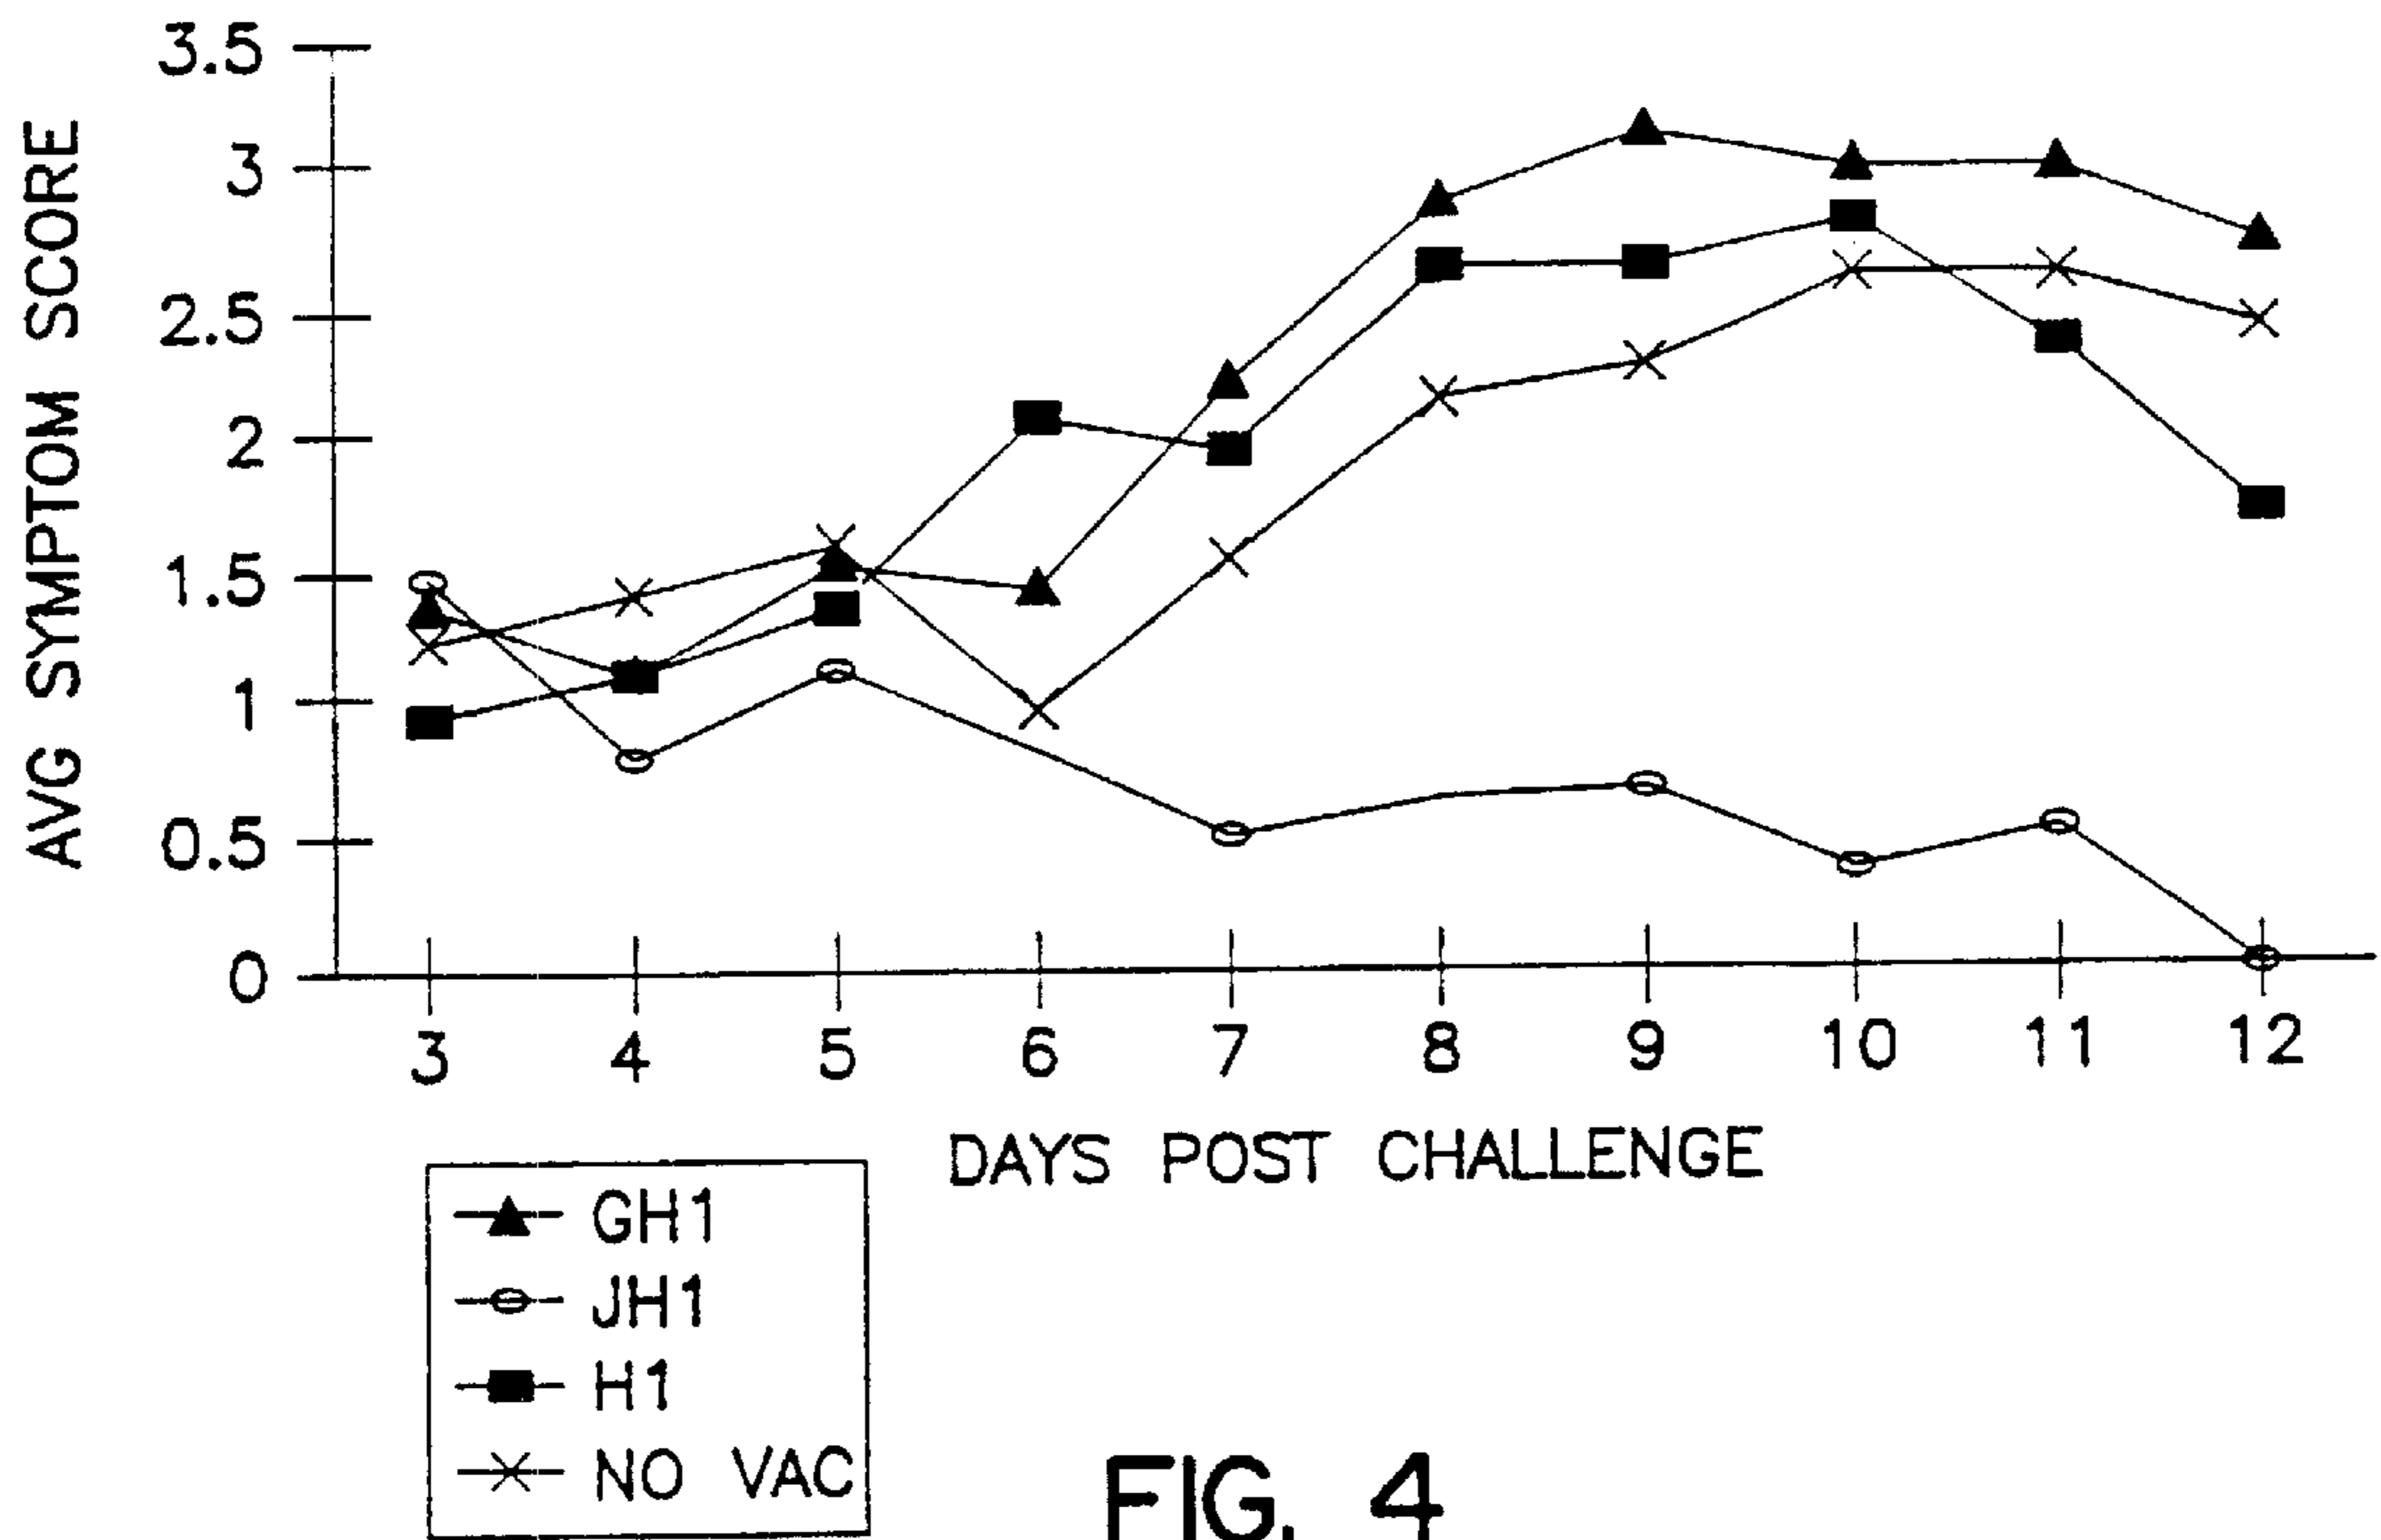 3.5
3
2.5
2
1.5
1
0.5
0
AVG SYMPTOM SCORE
3 4 5 6 7 8 9 10 11 12
DAYS POST CHALLENGE
GH1
JH1
H1
NO VAC
FIG. 4